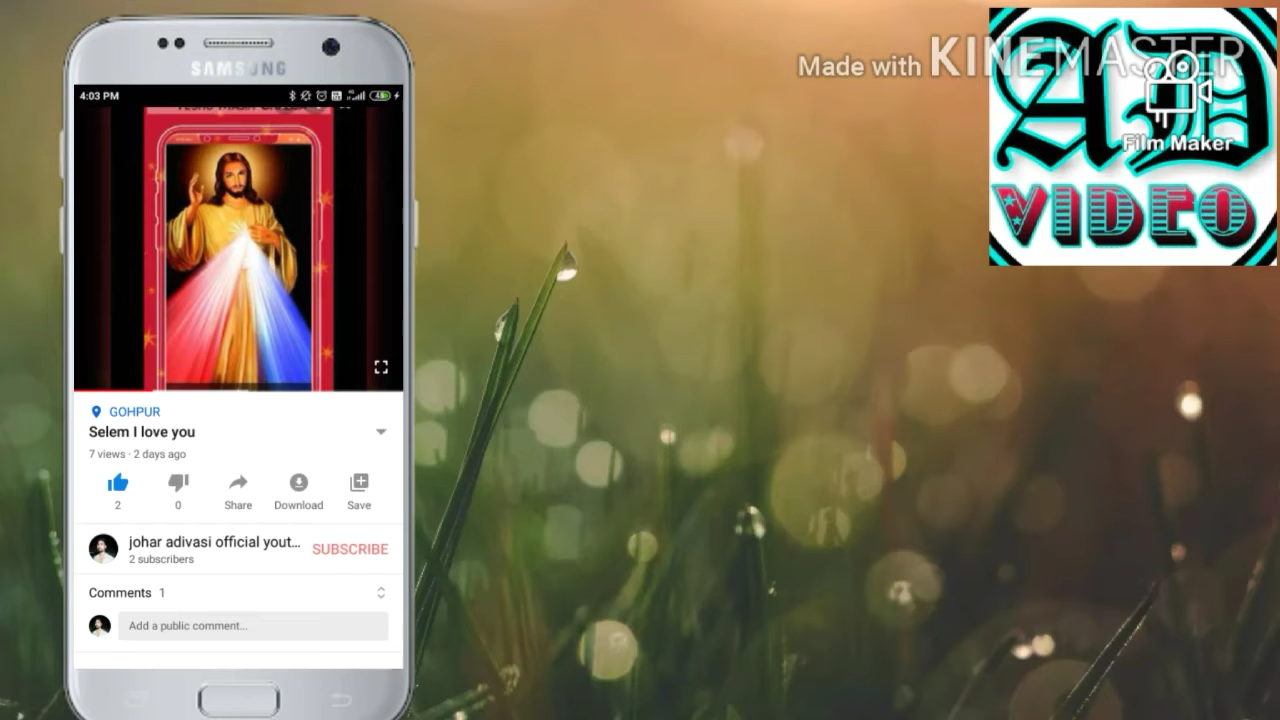 SAMSUNG
4:03 PM
GOHPUR
Selem I love you
7 views · 2 days ago
2
0
Share
Download
Save
johar adivasi official yout...
SUBSCRIBE
2 subscribers
Comments 1
Add a public comment...
Made with KINEMASTER
AD
Film Maker
VIDEO